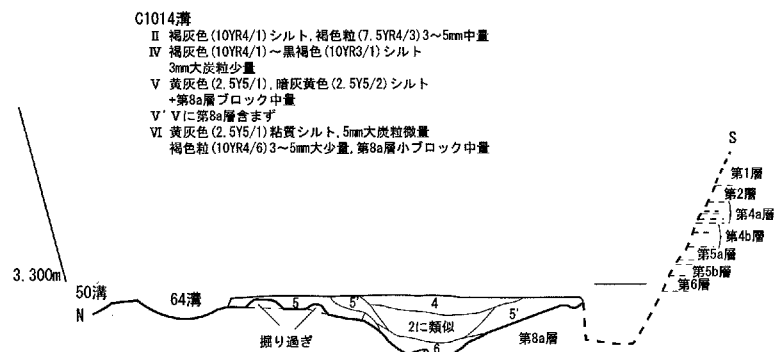 C1014溝
Ⅱ 褐灰色(10YR4/1)シルト,褐色粒(7.5YR4/3)3~5mm中量
Ⅳ 褐灰色(10YR4/1)~黒褐色(10YR3/1)シルト
3mm大炭粒少量
Ⅴ 黄灰色(2.5Y5/1),暗灰黄色(2.5Y5/2)シルト
+第8a層ブロック中量
Ⅴ' Ⅴに第8a層含まず
Ⅵ 黄灰色(2.5Y5/1)粘質シルト,5mm大炭粒微量
褐色粒(10YR4/6)3~5mm大少量,第8a層小ブロック中量
S
第1層
第2層
第4a層
第4b層
第5a層
第5b層
第6層
3.300m
50溝
N
64溝
5
5'
4
2に類似
5'
6
掘り過ぎ
第8a層